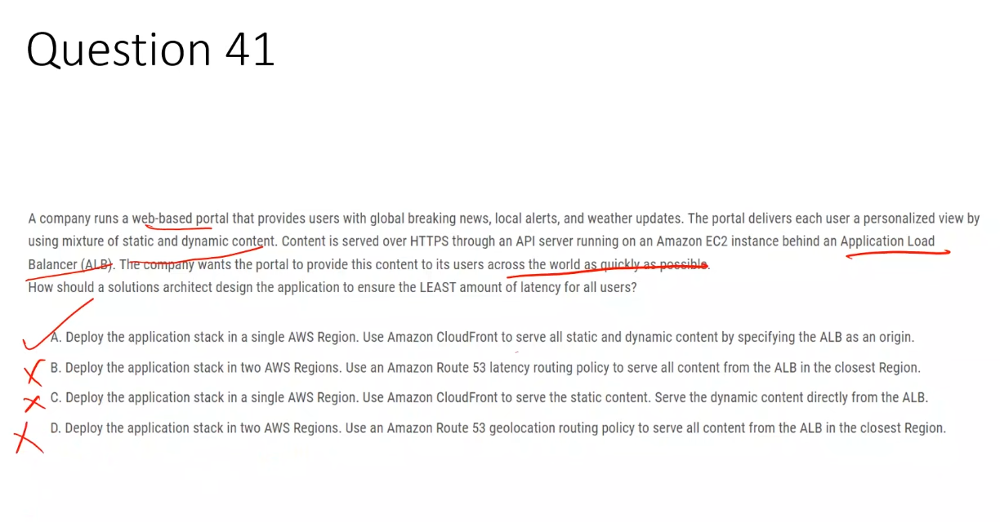 Question 41
A company runs a web-based portal that provides users with global breaking news, local alerts, and weather updates. The portal delivers each user a personalized view by
using mixture of static and dynamic content. Content is served over HTTPS through an API server running on an Amazon EC2 instance behind an Application Load
Balancer (ALB). The company wants the portal to provide this content to its users across the world as quickly as possible.
How should a solutions architect design the application to ensure the LEAST amount of latency for all users?
A. Deploy the application stack in a single AWS Region. Use Amazon CloudFront to serve all static and dynamic content by specifying the ALB as an origin.
B. Deploy the application stack in two AWS Regions. Use an Amazon Route 53 latency routing policy to serve all content from the ALB in the closest Region.
C. Deploy the application stack in a single AWS Region. Use Amazon CloudFront to serve the static content. Serve the dynamic content directly from the ALB.
D. Deploy the application stack in two AWS Regions. Use an Amazon Route 53 geolocation routing policy to serve all content from the ALB in the closest Region.